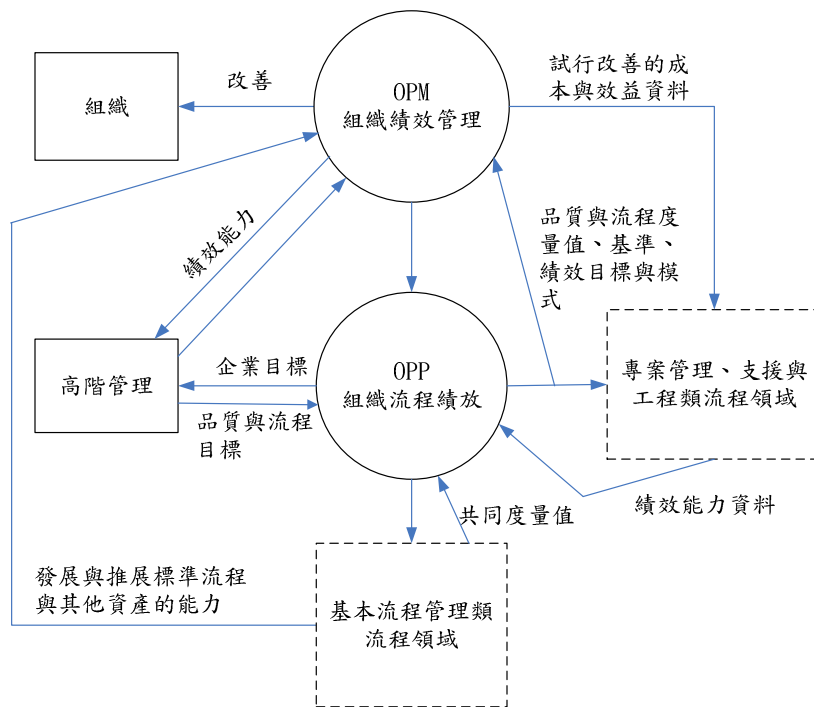 組織
改善
OPM
組織績效管理
試行改善的成
本與效益資料
績效能力
品質與流程度
量值、基準、
績效目標與模
式
高階管理
企業目標
品質與流程
目標
OPP
組織流程績放
專案管理、支援與
工程類流程領域
績效能力資料
共同度量值
發展與推展標準流程
與其他資產的能力
基本流程管理類
流程領域